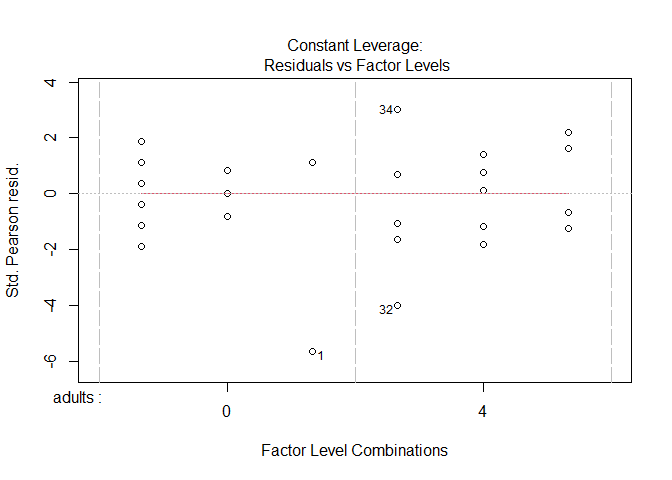 Constant Leverage:
Residuals vs Factor Levels
Std. Pearson resid.
4
2
0
-2
-4
-6
34
32
1
adults :
0
4
Factor Level Combinations